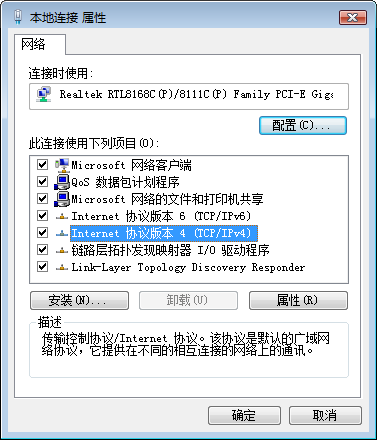 本地连接 属性
网络
连接时使用:
Realtek RTL8168C(P)/8111C(P) Family PCI-E Giga
配置(C)...
此连接使用下列项目(O):
Microsoft 网络客户端
QoS 数据包计划程序
Microsoft 网络的文件和打印机共享
Internet 协议版本 6 (TCP/IPv6)
Internet 协议版本 4 (TCP/IPv4)
链路层拓扑发现映射器 I/O 驱动程序
Link-Layer Topology Discovery Responder
安装(N)...
卸载(U)
属性(R)
描述
传输控制协议/Internet 协议。该协议是默认的广域网
络协议，它提供在不同的相互连接的网络上的通讯。
确定
取消